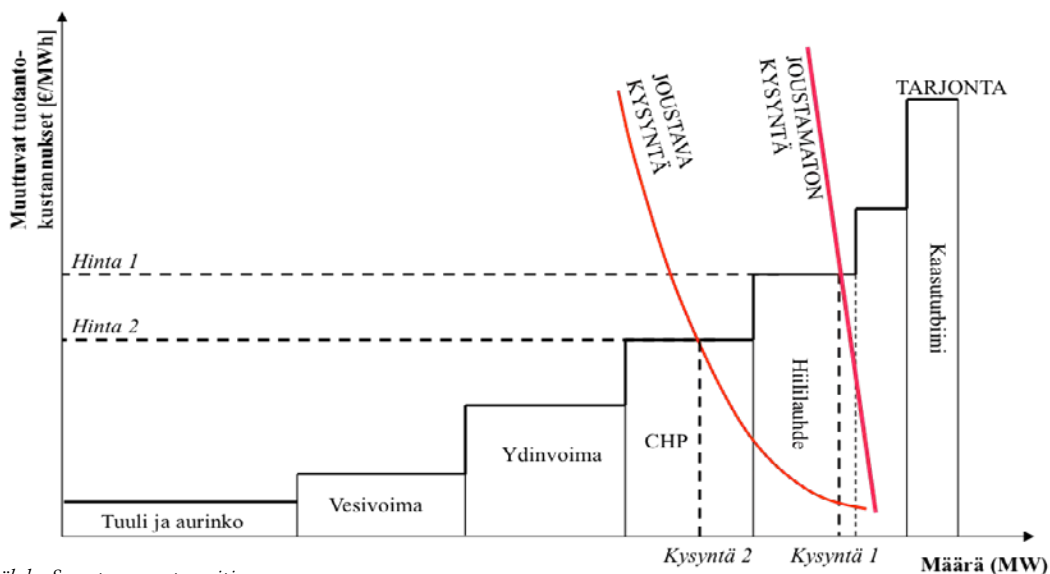 Muuttuvat tuotanto-
kustannukset [€/MWh]
JOUSTAVA
KYSYNTÄ
JOUSTAMATON
KYSYNTÄ
TARJONTA
Hinta 1
Hinta 2
Kaasuturbiini
Hiililauhde
CHP
Ydinvoima
Vesivoima
Tuuli ja aurinko
Kysyntä 2
Kysyntä 1
Määrä (MW)